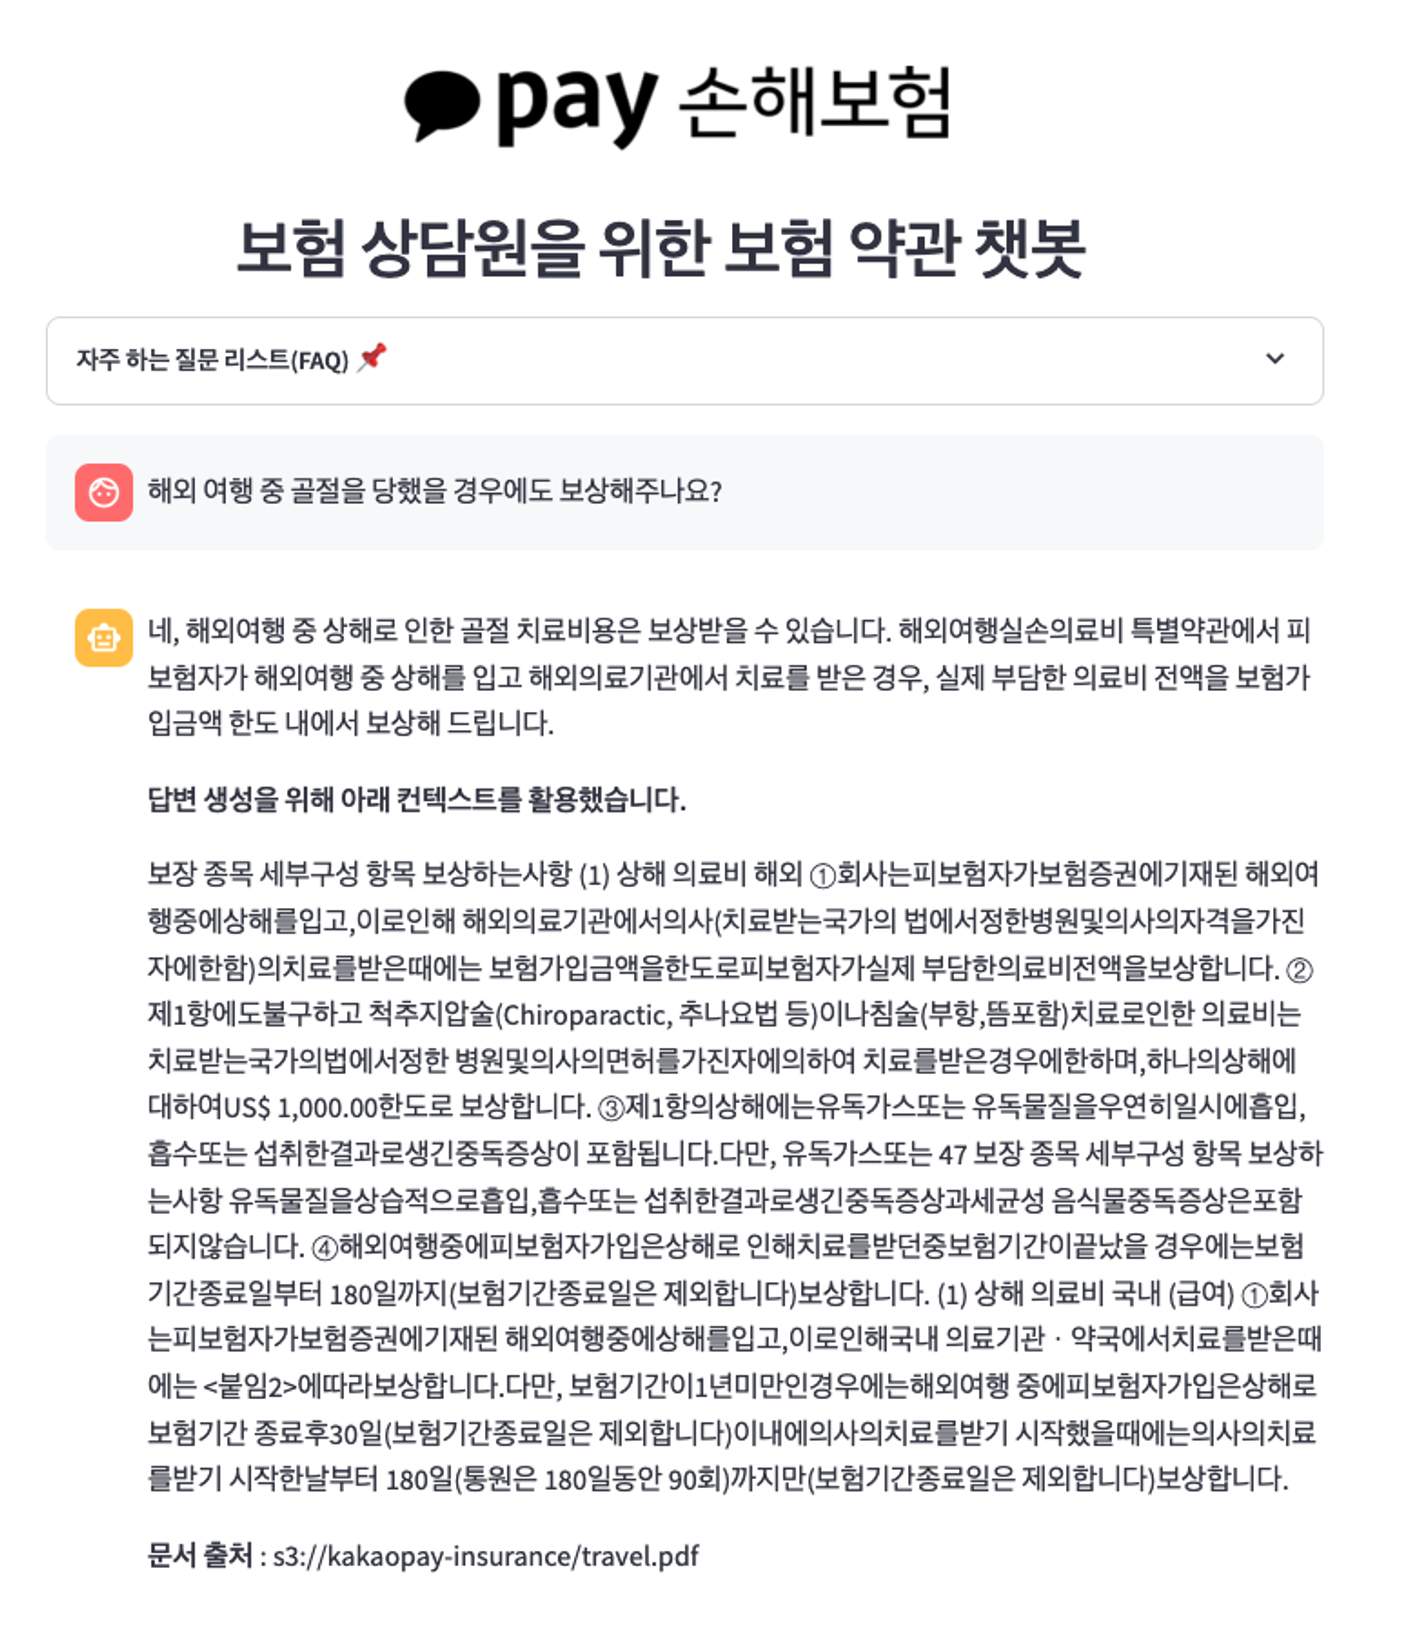 pay 손해보험
보험 상담원을 위한 보험 약관 챗봇
자주 하는 질문 리스트(FAQ)
해외 여행 중 골절을 당했을 경우에도 보상해주나요?
네, 해외여행 중 상해로 인한 골절 치료비용은 보상받을 수 있습니다. 해외여행실손의료비 특별약관에서 피
보험자가 해외여행 중 상해를 입고 해외의료기관에서 치료를 받은 경우, 실제 부담한 의료비 전액을 보험가
입금액 한도 내에서 보상해 드립니다.
답변 생성을 위해 아래 컨텍스트를 활용했습니다.
보장 종목 세부구성 항목 보상하는사항 (1) 상해 의료비 해외 ①회사는피보험자가보험증권에기재된 해외여
행중에상해를입고,이로인해 해외의료기관에서의사(치료받는국가의 법에서정한병원및의사의자격을가진
자에한함)의치료를받은때에는 보험가입금액을한도로피보험자가실제 부담한의료비전액을보상합니다. ②
제1항에도불구하고 척추지압술(Chiroparactic, 추나요법 등)이나침술(부항,뜸포함)치료로인한 의료비는
치료받는국가의법에서정한 병원및의사의면허를가진자에의하여 치료를받은경우에한하며,하나의상해에
대하여US$ 1,000.00한도로 보상합니다. ③제1항의상해에는유독가스또는 유독물질을우연히일시에흡입,
흡수또는 섭취한결과로생긴중독증상이 포함됩니다.다만, 유독가스또는 47 보장 종목 세부구성 항목 보상하
는사항 유독물질을상습적으로흡입,흡수또는 섭취한결과로생긴중독증상과세균성 음식물중독증상은포함
되지않습니다. ④해외여행중에피보험자가입은상해로 인해치료를받던중보험기간이끝났을 경우에는보험
기간종료일부터 180일까지(보험기간종료일은 제외합니다)보상합니다. (1) 상해 의료비 국내 (급여) ①회사
는피보험자가보험증권에기재된 해외여행중에상해를입고,이로인해국내 의료기관 · 약국에서치료를받은때
에는 <붙임2>에따라보상합니다.다만, 보험기간이1년미만인경우에는해외여행 중에피보험자가입은상해로
보험기간 종료후30일(보험기간종료일은 제외합니다)이내에의사의치료를받기 시작했을때에는의사의치료
를받기 시작한날부터 180일(통원은 180일동안 90회)까지만(보험기간종료일은 제외합니다)보상합니다.
문서 출처 : s3://kakaopay-insurance/travel.pdf